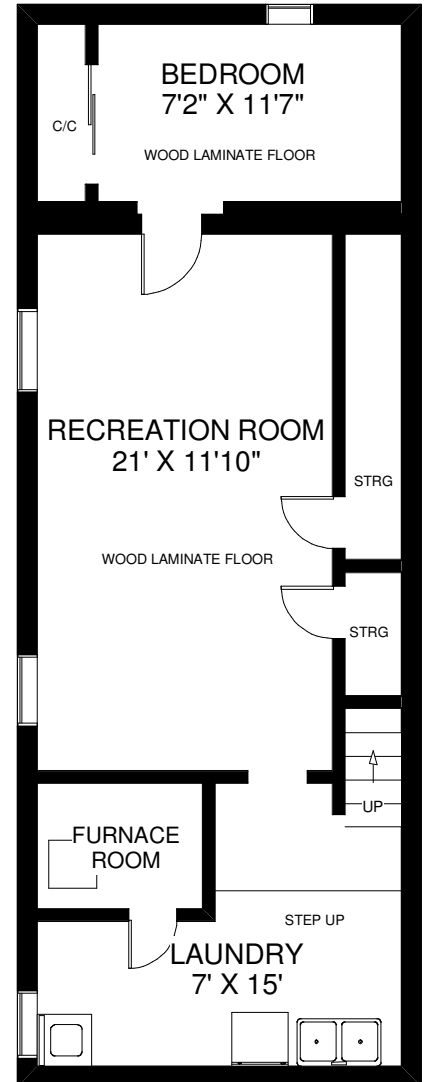 BEDROOM
7'2" X 11'7"
C/C
WOOD LAMINATE FLOOR
RECREATION ROOM
21' X 11'10"
STRG
WOOD LAMINATE FLOOR
STRG
UP
FURNACE
ROOM
STEP UP
LAUNDRY
7' X 15'